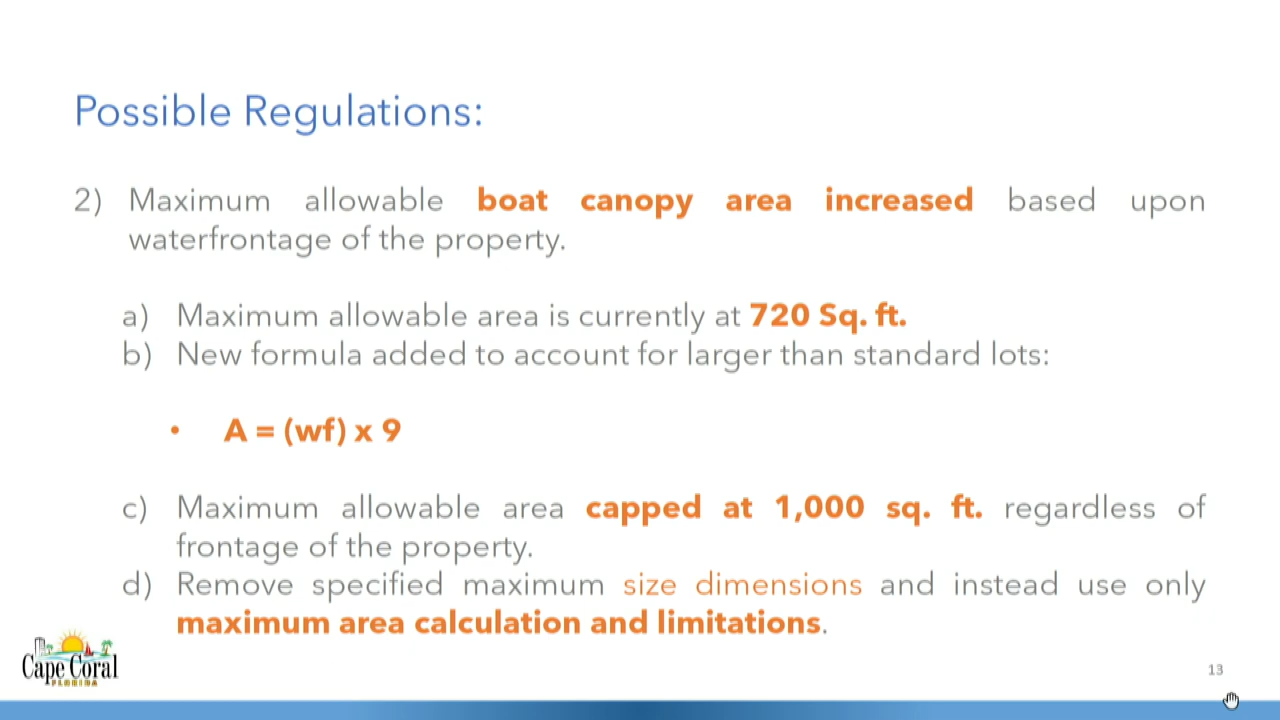 Possible Regulations:
2) Maximum allowable boat canopy area increased based upon
waterfrontage of the property.
a) Maximum allowable area is currently at 720 Sq. ft.
b) New formula added to account for larger than standard lots:
• A = (wf) x 9
c) Maximum allowable area capped at 1,000 sq. ft. regardless of
frontage of the property.
d) Remove specified maximum size dimensions and instead use only
maximum area calculation and limitations.
Cape Coral
FLORIDA
13